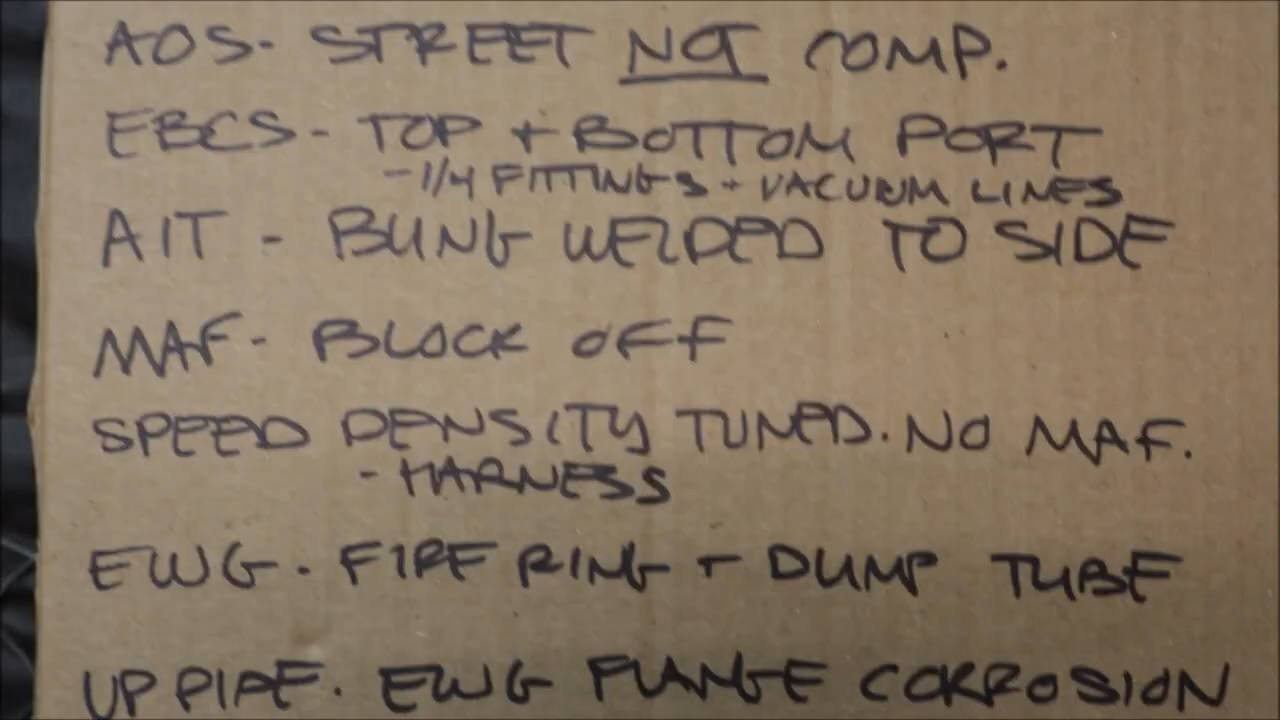 AOS- STREET NOT COMP.
EBCS- TOP + BOTTOM PORT
-1/4 FITTINGS + VACUUM LINES
AIT - BUNG WELDED TO SIDE
MAF- BLOCK OFF
SPEED DENSITY TUNED. NO MAF.
- HARNESS
EWG. FIRE RING + DUMP TUBE
UP PIPE. EWG FLANGE CORROSION